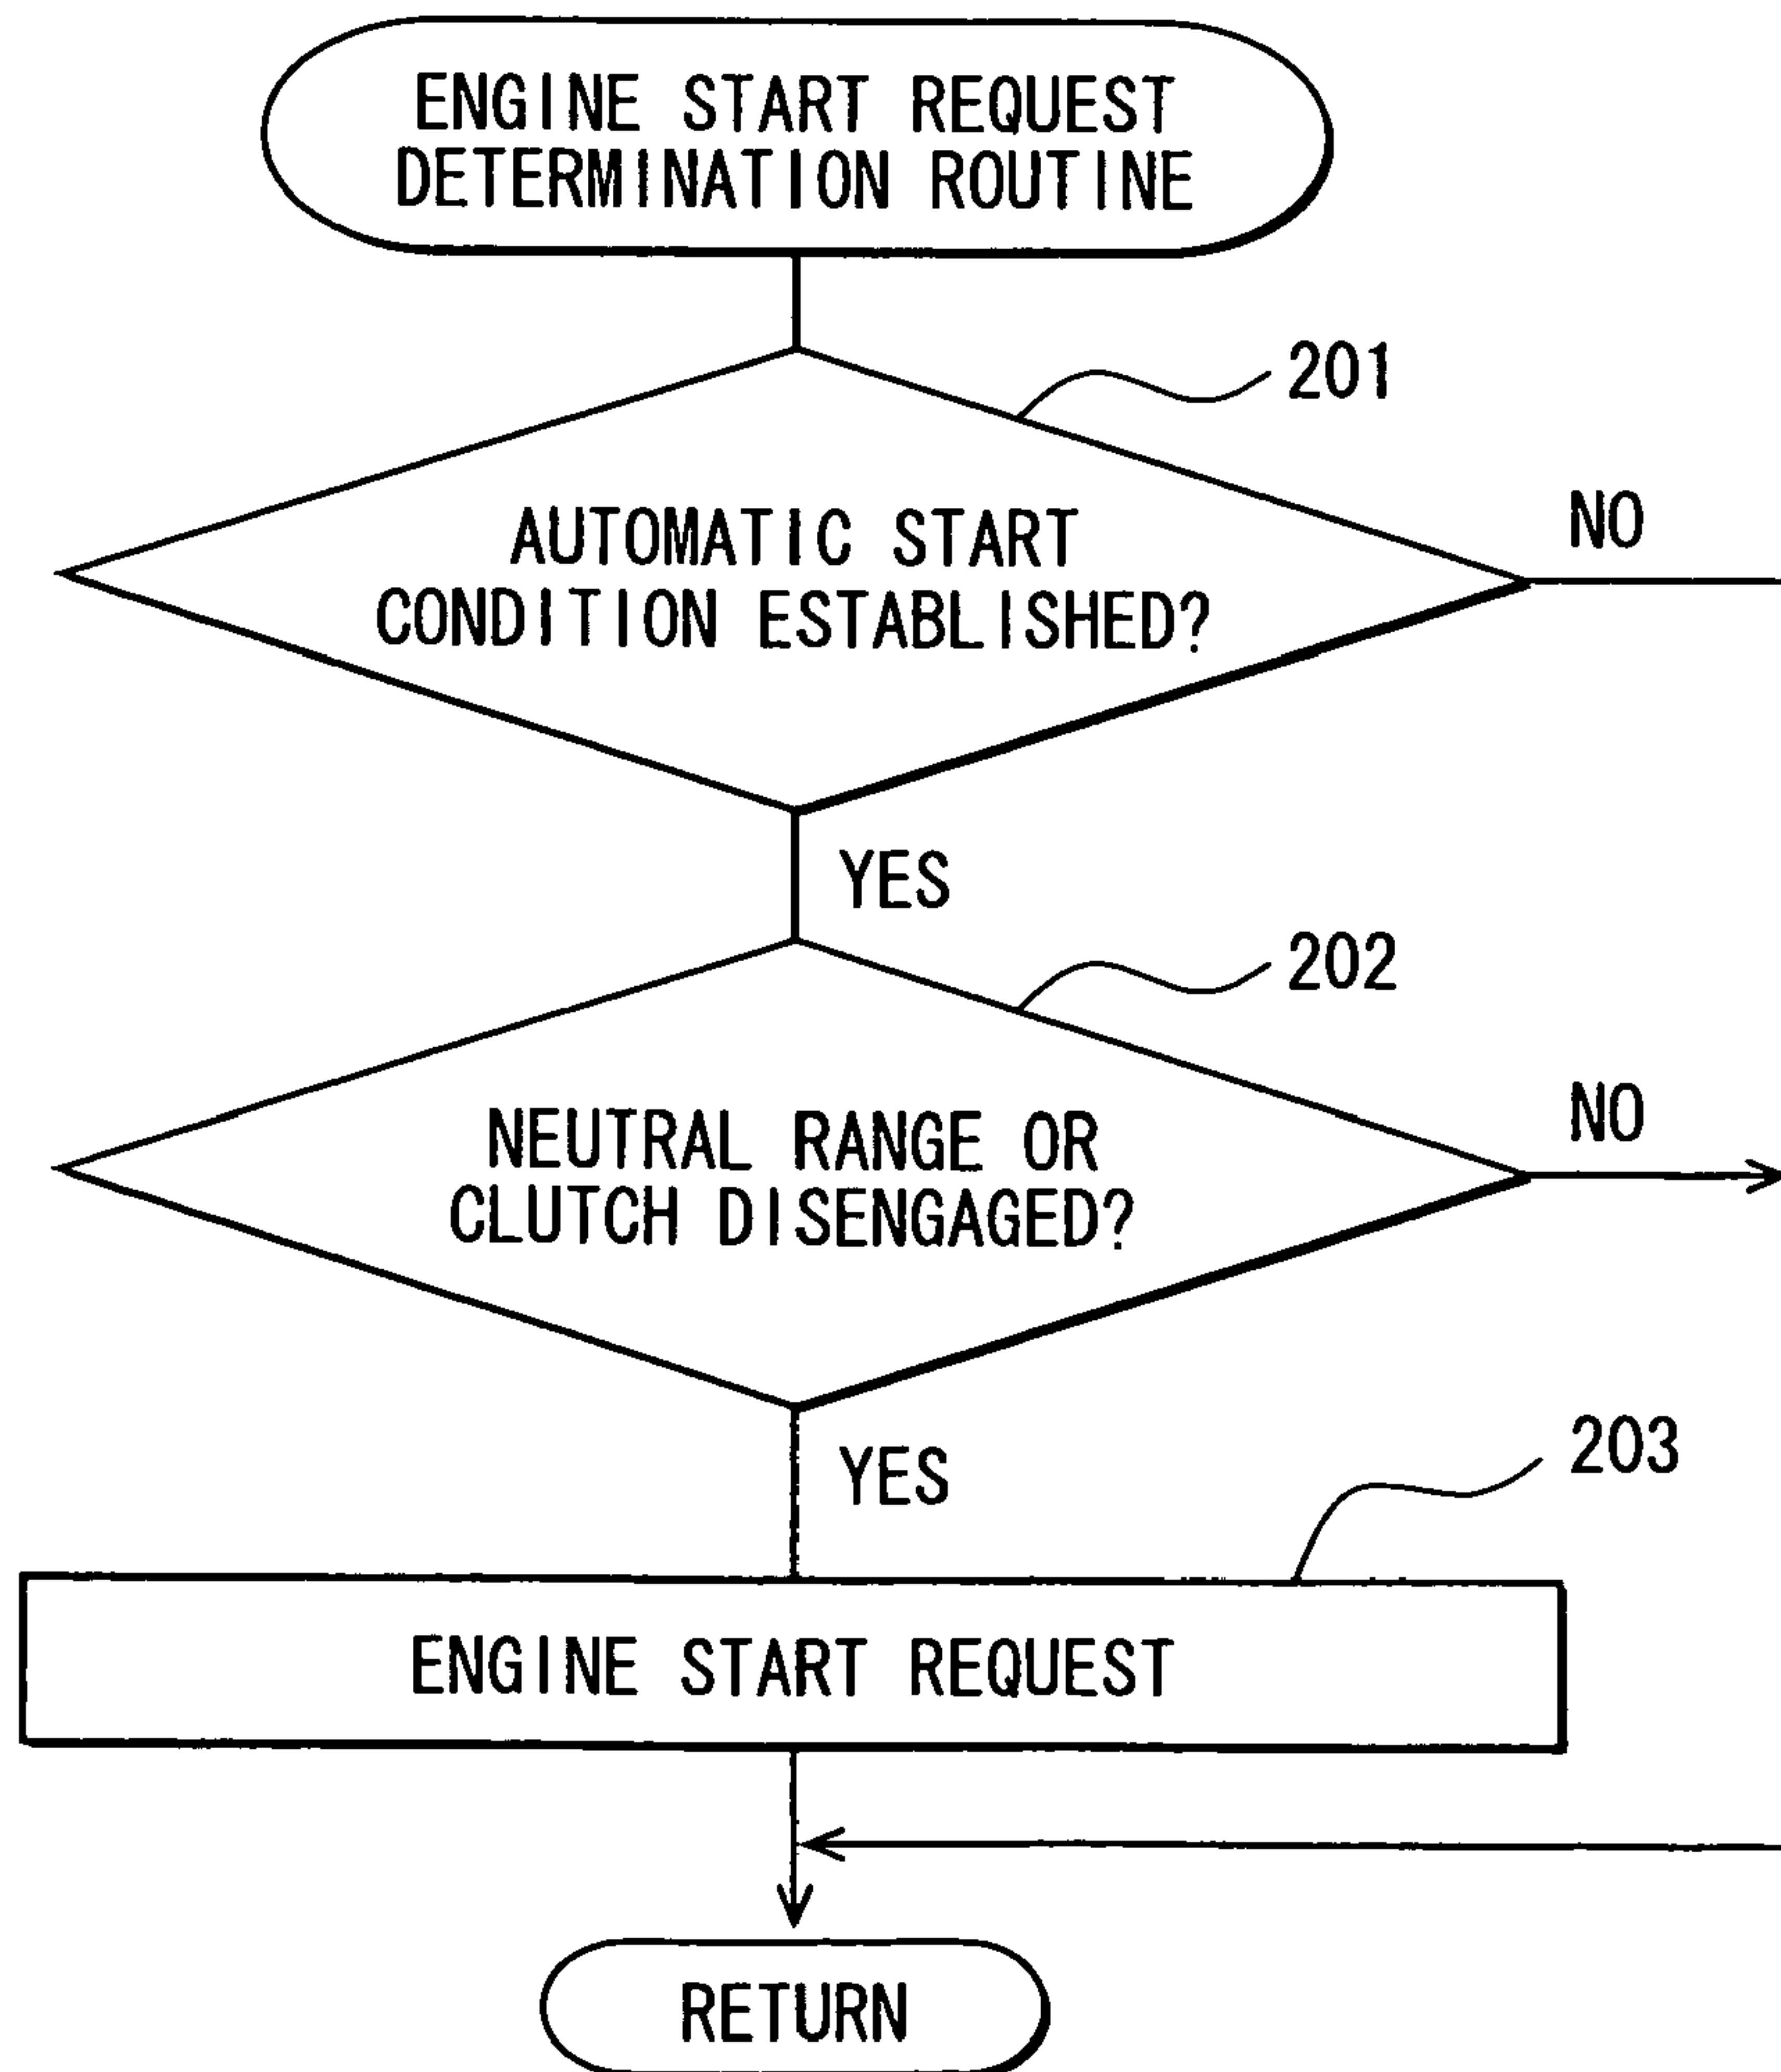 ENGINE START REQUEST
DETERMINATION ROUTINE
201
AUTOMATIC START
CONDITION ESTABLISHED?
NO
YES
202
NEUTRAL RANGE OR
CLUTCH DISENGAGED?
NO
YES
203
ENGINE START REQUEST
RETURN